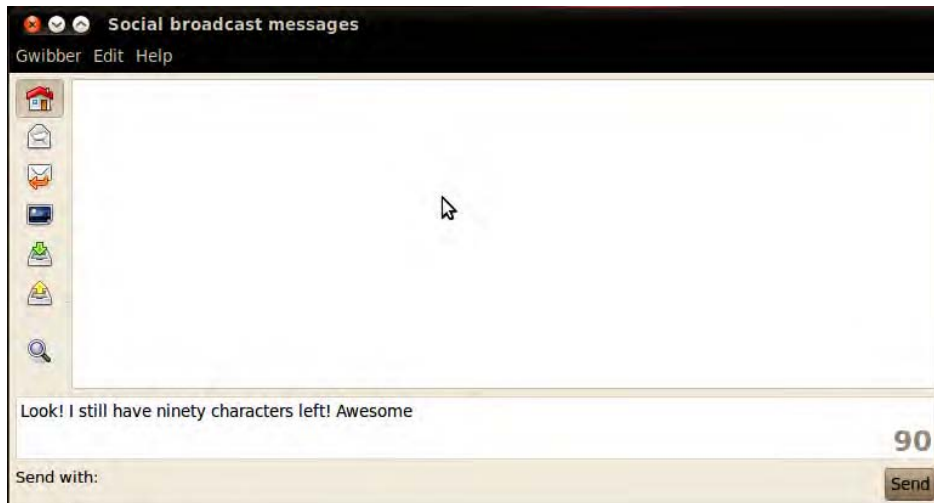 Social broadcast messages
Gwibber Edit Help
Look! I still have ninety characters left! Awesome
90
Send with:
Send